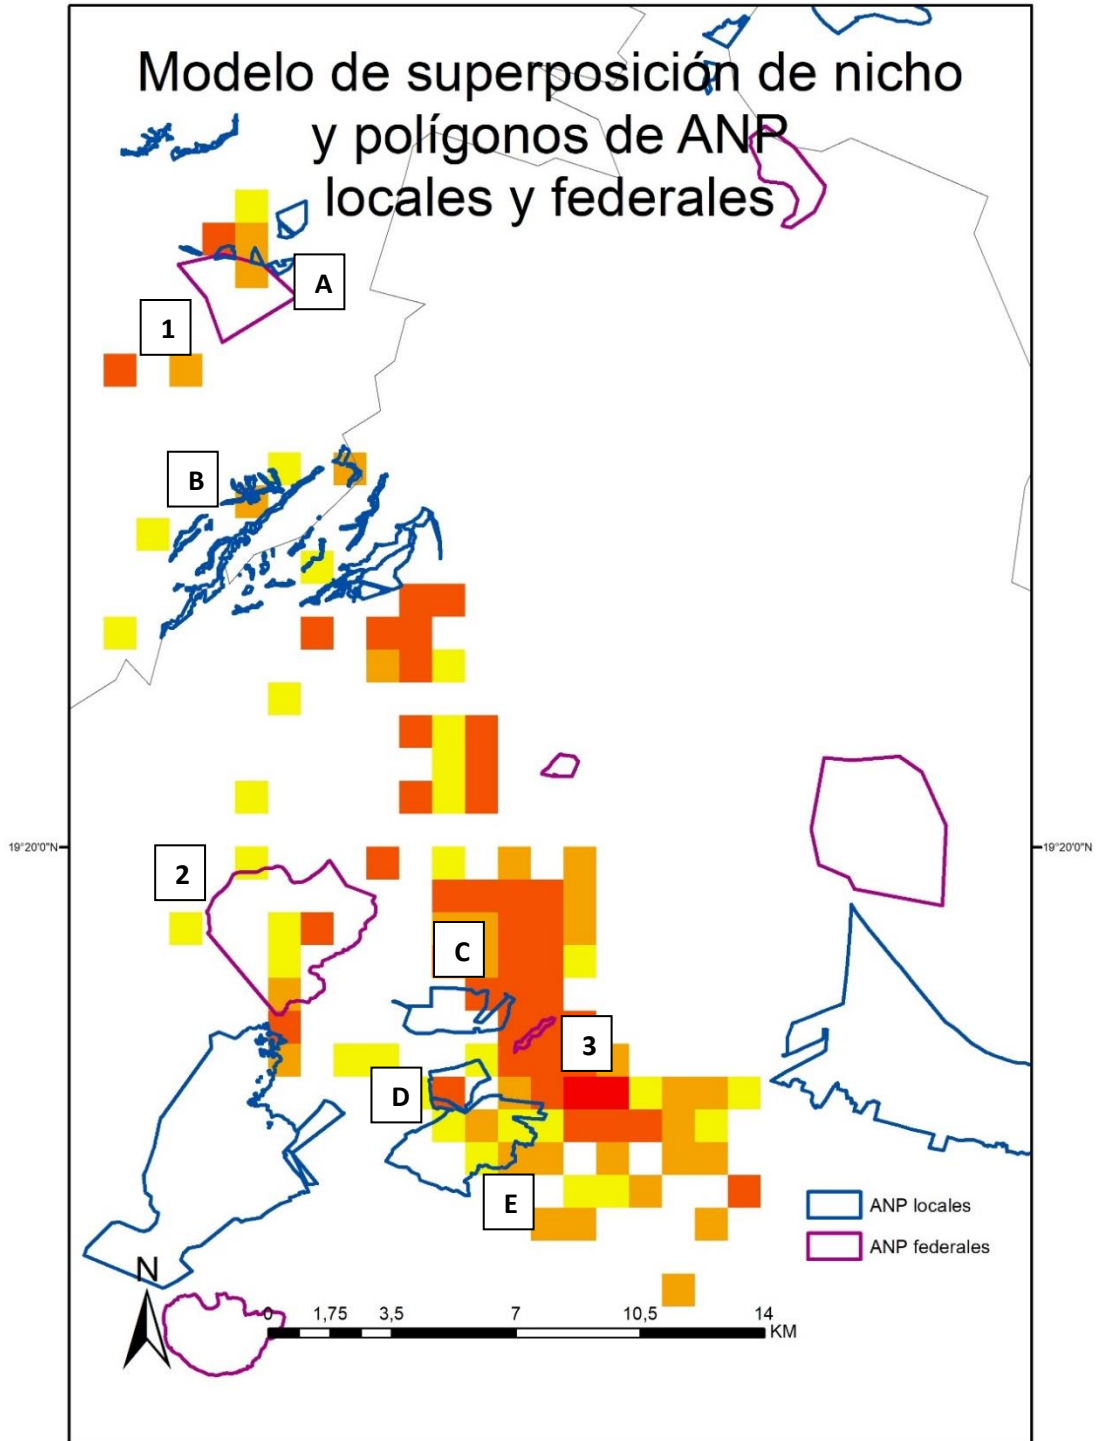 Modelo de superposición de nicho
y polígonos de ANP
locales y federales
A
1
B
19°20'0"N
19°20'0"N
2
C
3
D
E
ANP locales
ANP federales
N
0 1,75 3,5 7 10,5 14
KM